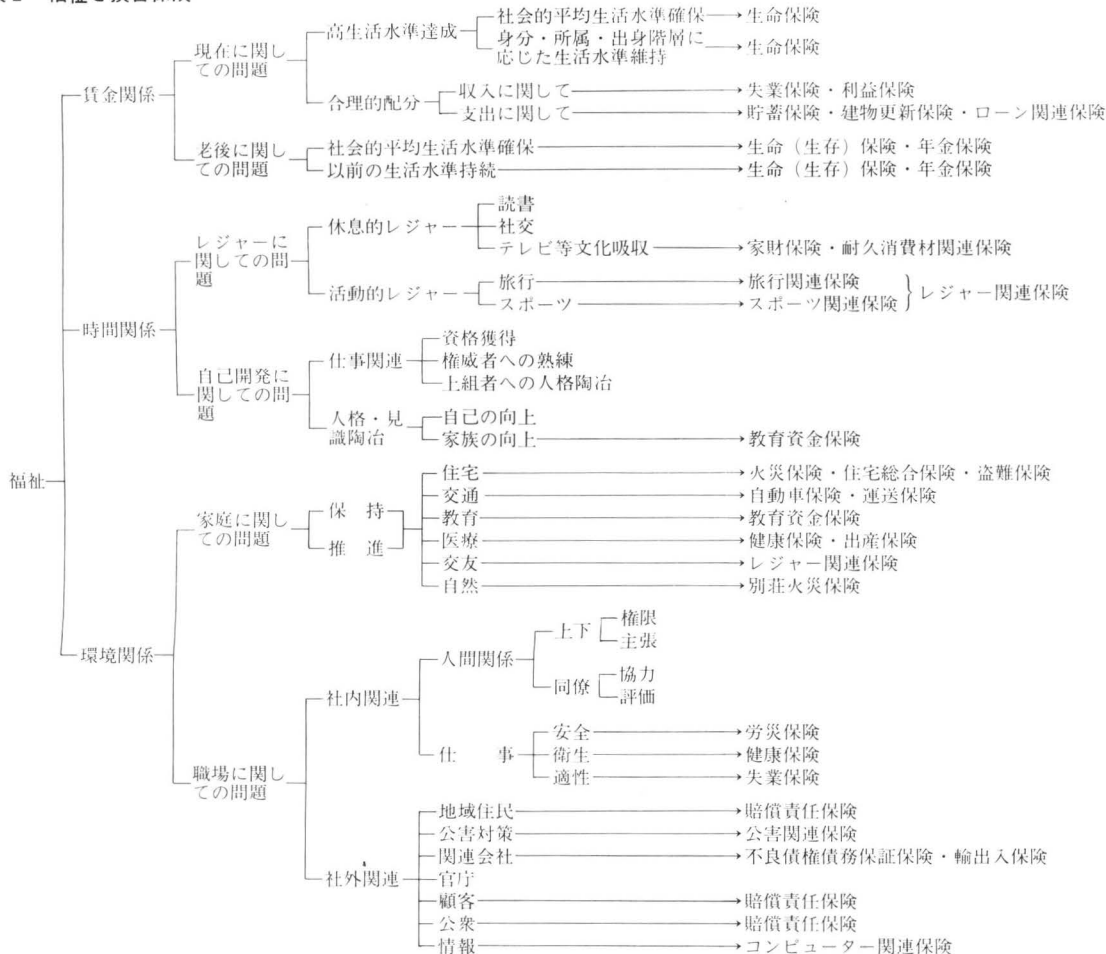 福祉
賃金関係
現在に関し
ての問題
高生活水準達成
社会的平均生活水準確保→生命保険
身分・所属・出身階層に
応じた生活水準維持
→生命保険
合理的配分
収入に関して→失業保険・利益保険
支出に関して→貯蓄保険・建物更新保険・ローン関連保険
老後に関し
ての問題
社会的平均生活水準確保→生命（生存）保険・年金保険
以前の生活水準持続→生命（生存）保険・年金保険
時間関係
レジャーに
関しての問
題
休息的レジャー
読書
社交
テレビ等文化吸収→家財保険・耐久消費材関連保険
活動的レジャー
旅行→旅行関連保険
スポーツ→スポーツ関連保険
レジャー関連保険
自己開発に
関しての問
題
仕事関連
資格獲得
権威者への熟練
上組者への人格陶冶
人格・見
識陶冶
自己の向上
家族の向上→教育資金保険
環境関係
家庭に関し
ての問題
保持
推進
住宅→火災保険・住宅総合保険・盗難保険
交通→自動車保険・運送保険
教育→教育資金保険
医療→健康保険・出産保険
交友→レジャー関連保険
自然→別荘火災保険
職場に関し
ての問題
社内関連
人間関係
上下
権限
主張
同僚
協力
評価
仕事
安全→労災保険
衛生→健康保険
適性→失業保険
社外関連
地域住民→賠償責任保険
公害対策→公害関連保険
関連会社→不良債権債務保証保険・輸出入保険
官庁
顧客→賠償責任保険
公衆→賠償責任保険
情報→コンピューター関連保険